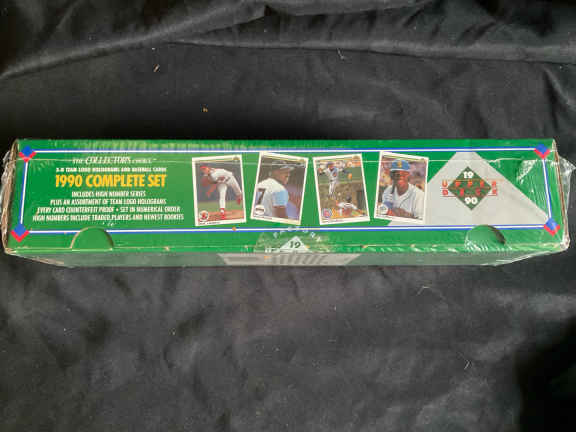 THE COLLECTOR'S CHOICE
3-D TEAM LOGO HOLOGRAMS AND BASEBALL CARDS
1990 COMPLETE SET
INCLUDES HIGH NUMBER SERIES
PLUS AN ASSORTMENT OF TEAM LOGO HOLOGRAMS
EVERY CARD COUNTERFEIT PROOF • SET IN NUMERICAL ORDER
HIGH NUMBERS INCLUDE TRADED PLAYERS AND NEWEST ROOKIES
19
UPPER
DECK
90
19